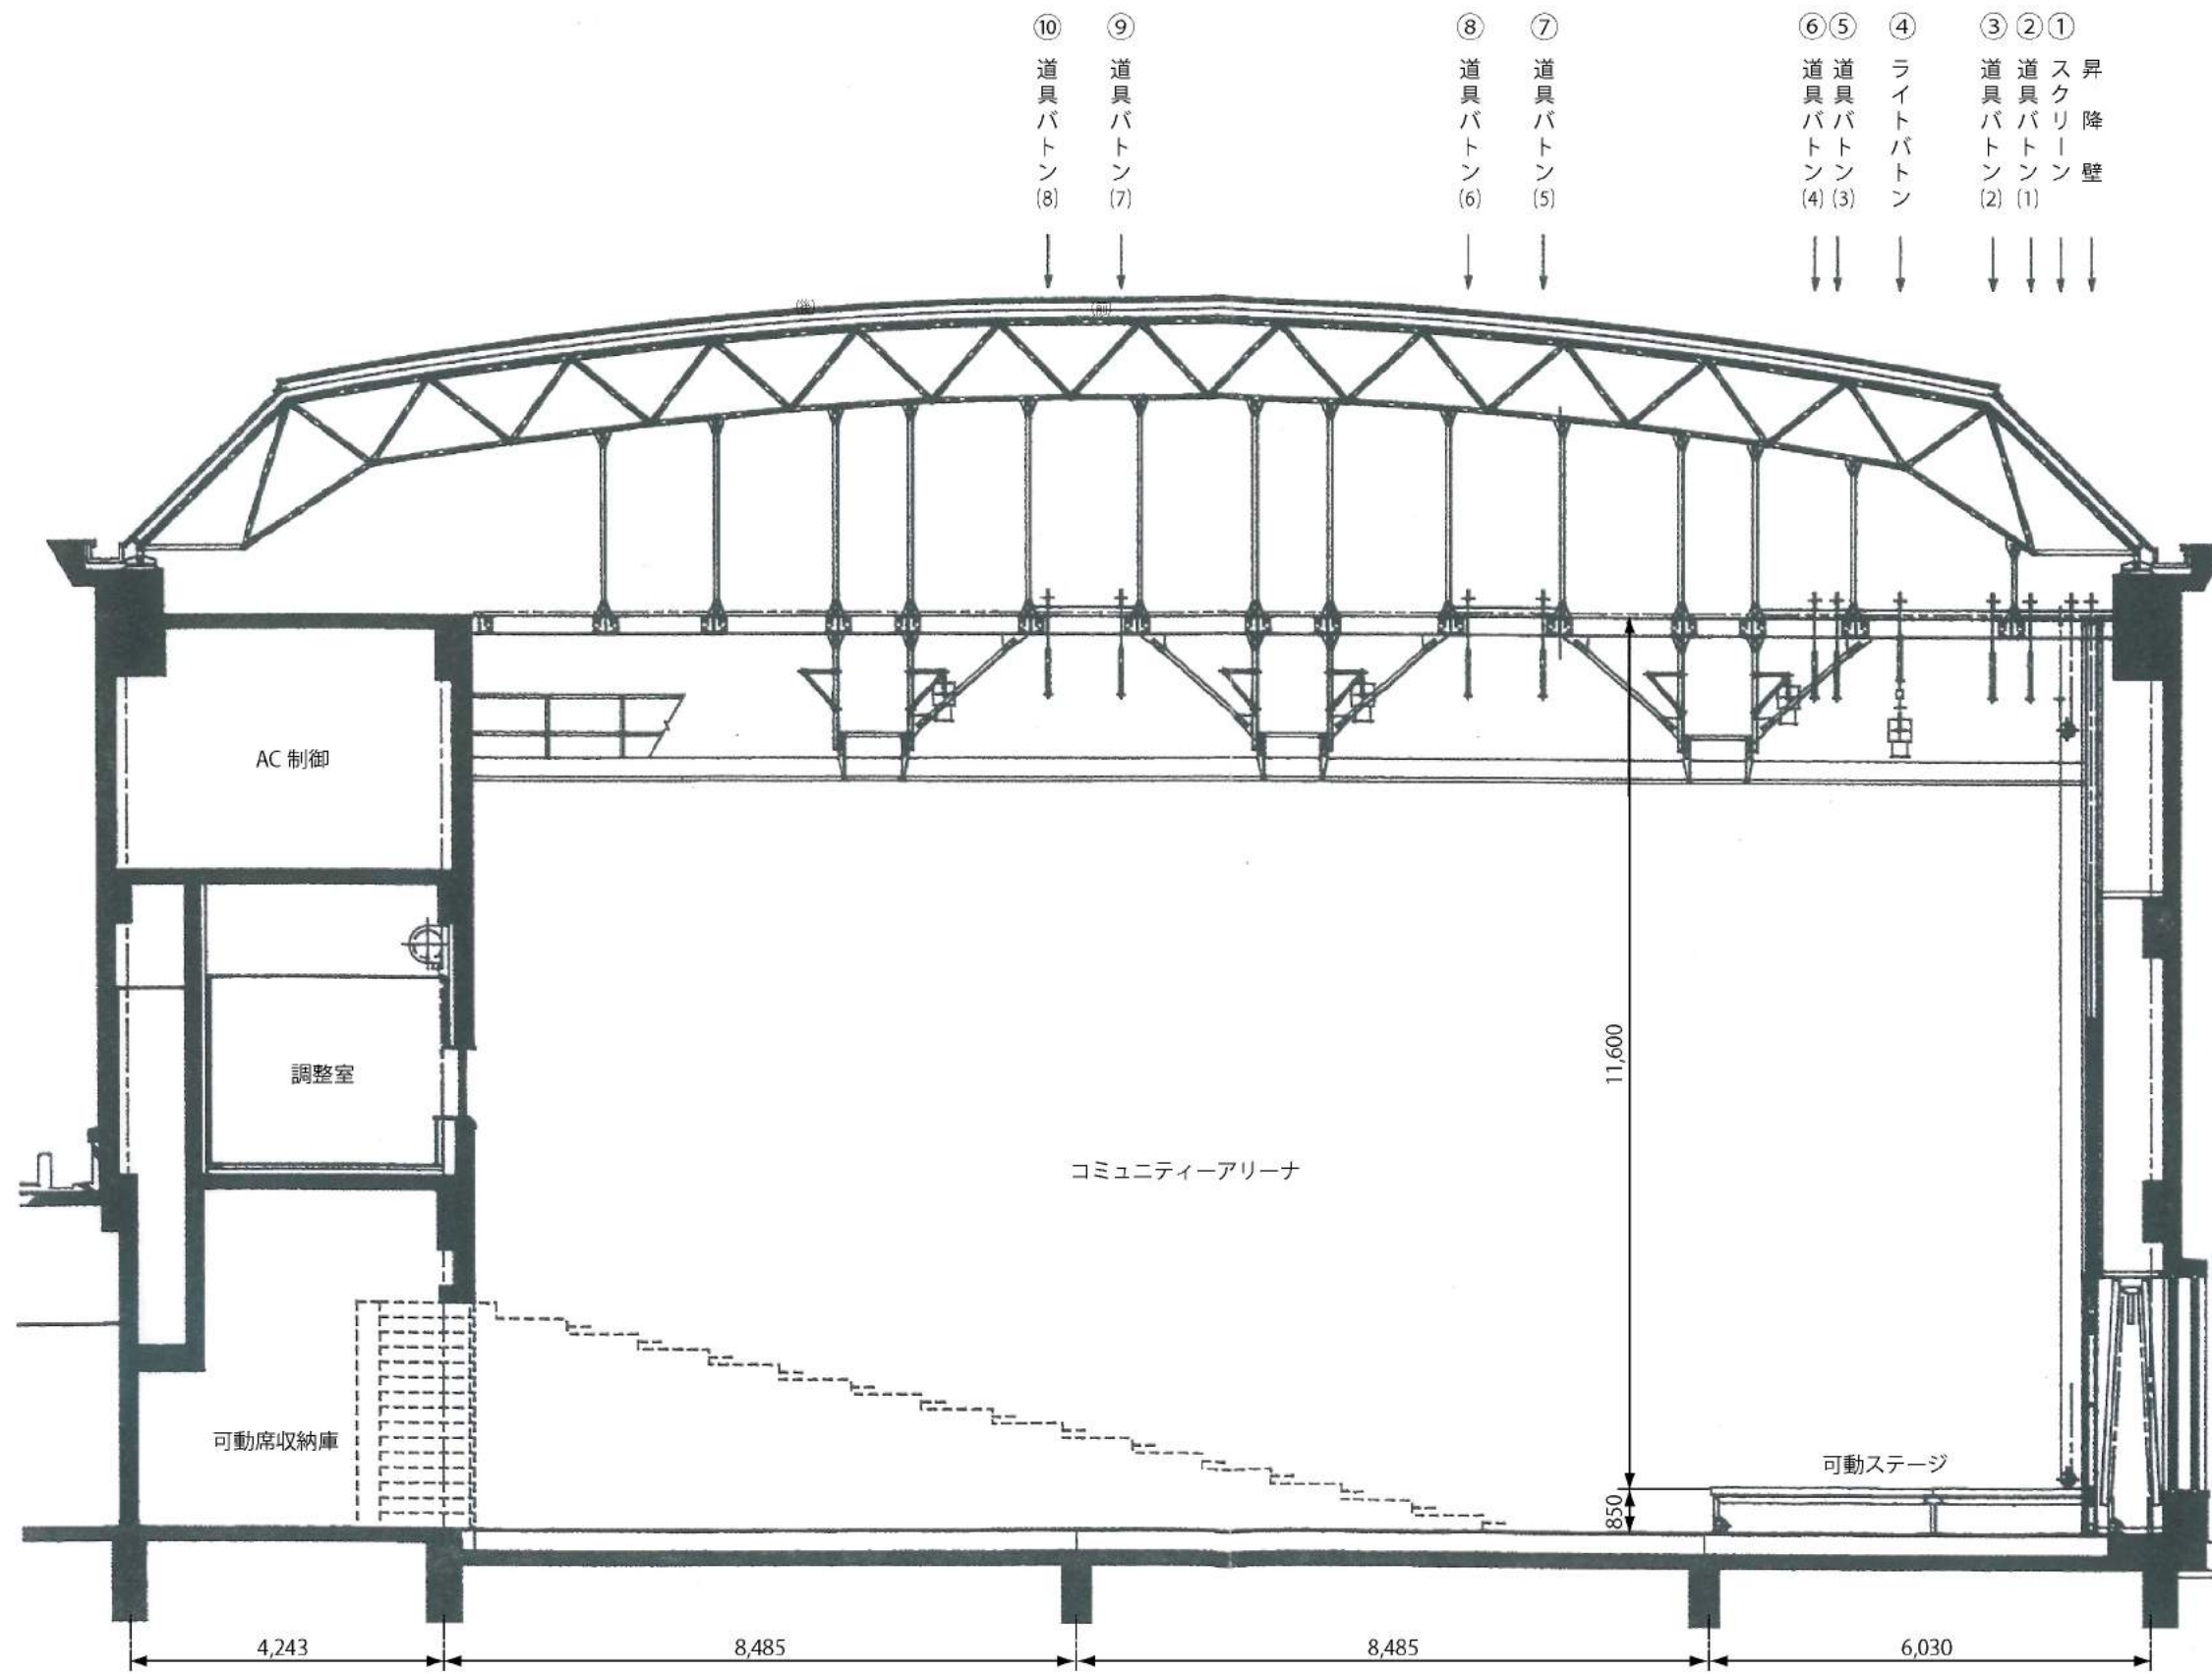 ⑩ 道具バトン(8)
⑨ 道具バトン(7)
⑧ 道具バトン(6)
⑦ 道具バトン(5)
⑥ 道具バトン(4)
⑤ 道具バトン(3)
④ ライトバトン
③ 道具バトン(2)
② 道具バトン(1)
① スクリーン
昇降壁
(後)
(前)
AC 制御
調整室
11,600
コミュニティーアリーナ
可動席収納庫
可動ステージ
850
4,243
8,485
8,485
6,030